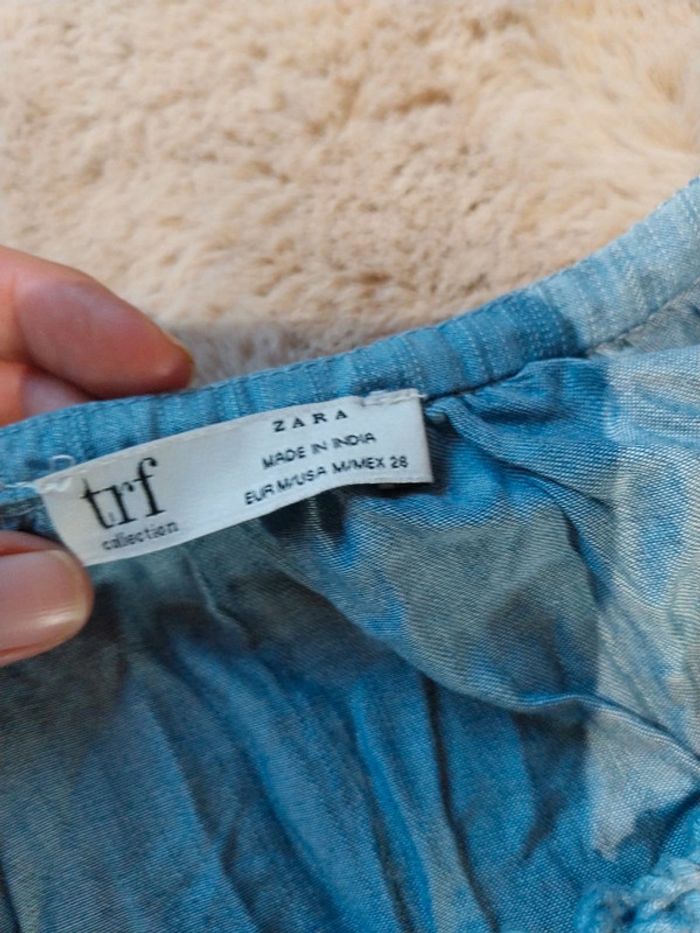 trf
collection
ZARA
MADE IN INDIA
EUR M/USA M/MEX 28